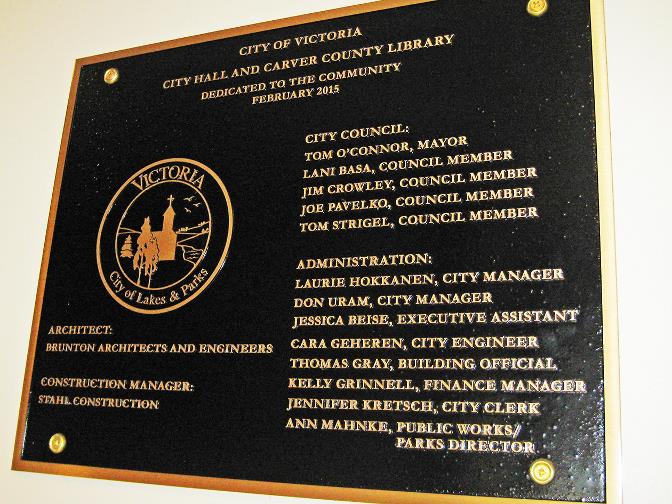 CITY OF VICTORIA
CITY HALL AND CARVER COUNTY LIBRARY
DEDICATED TO THE COMMUNITY
FEBRUARY 2015
CITY COUNCIL:
TOM O'CONNOR, MAYOR
LANI BASA, COUNCIL MEMBER
JIM CROWLEY, COUNCIL MEMBER
JOE PAVELKO, COUNCIL MEMBER
TOM STRIGEL, COUNCIL MEMBER
VICTORIA
City of Lakes & Parks
ADMINISTRATION:
LAURIE HOKKANEN, CITY MANAGER
DON URAM, CITY MANAGER
JESSICA BEISE, EXECUTIVE ASSISTANT
CARA GEHEREN, CITY ENGINEER
THOMAS GRAY, BUILDING OFFICIAL
KELLY GRINNELL, FINANCE MANAGER
JENNIFER KRETSCH, CITY CLERK
ANN MAHNKE, PUBLIC WORKS/
PARKS DIRECTOR
ARCHITECT:
BRUNTON ARCHITECTS AND ENGINEERS
CONSTRUCTION MANAGER:
STAHL CONSTRUCTION